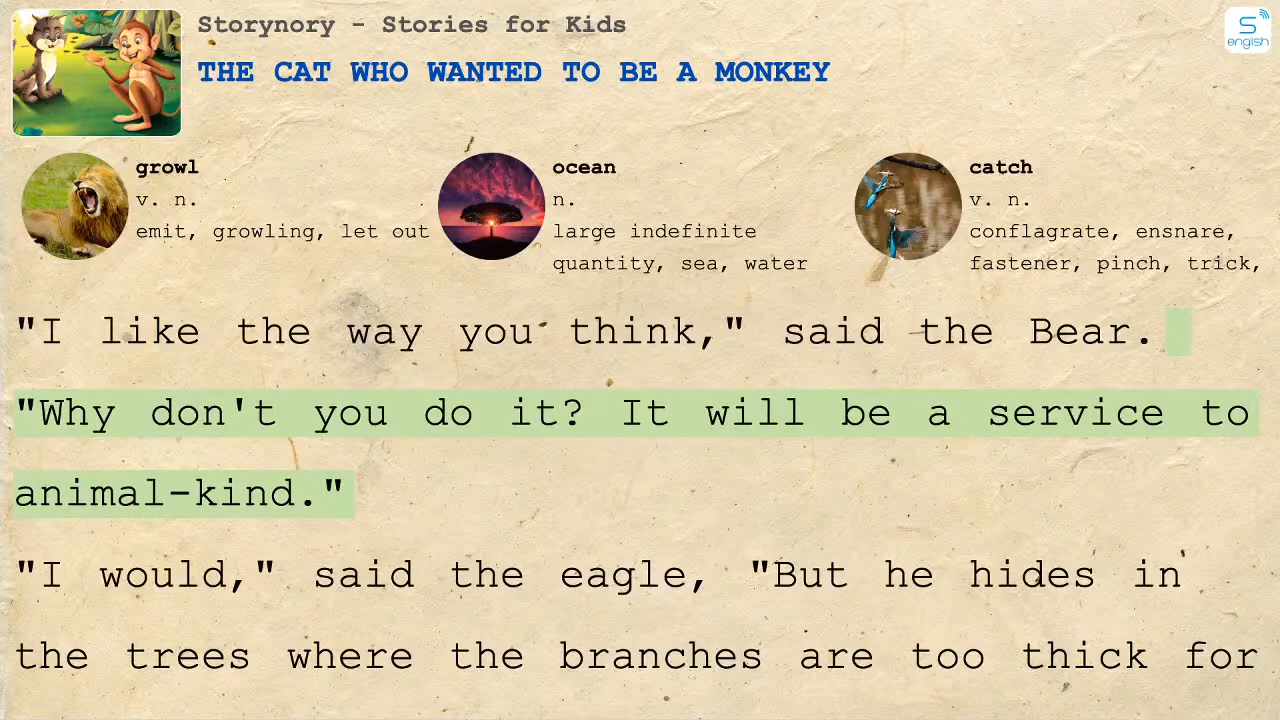 Storynory - Stories for Kids
THE CAT WHO WANTED TO BE A MONKEY
S
english
growl
v. n.
emit, growling, let out
ocean
n.
large indefinite
quantity, sea, water
catch
v. n.
conflagrate, ensnare,
fastener, pinch, trick,
"I like the way you think," said the Bear.
"Why don't you do it? It will be a service to
animal-kind."
"I would," said the eagle, "But he hides in
the trees where the branches are too thick for